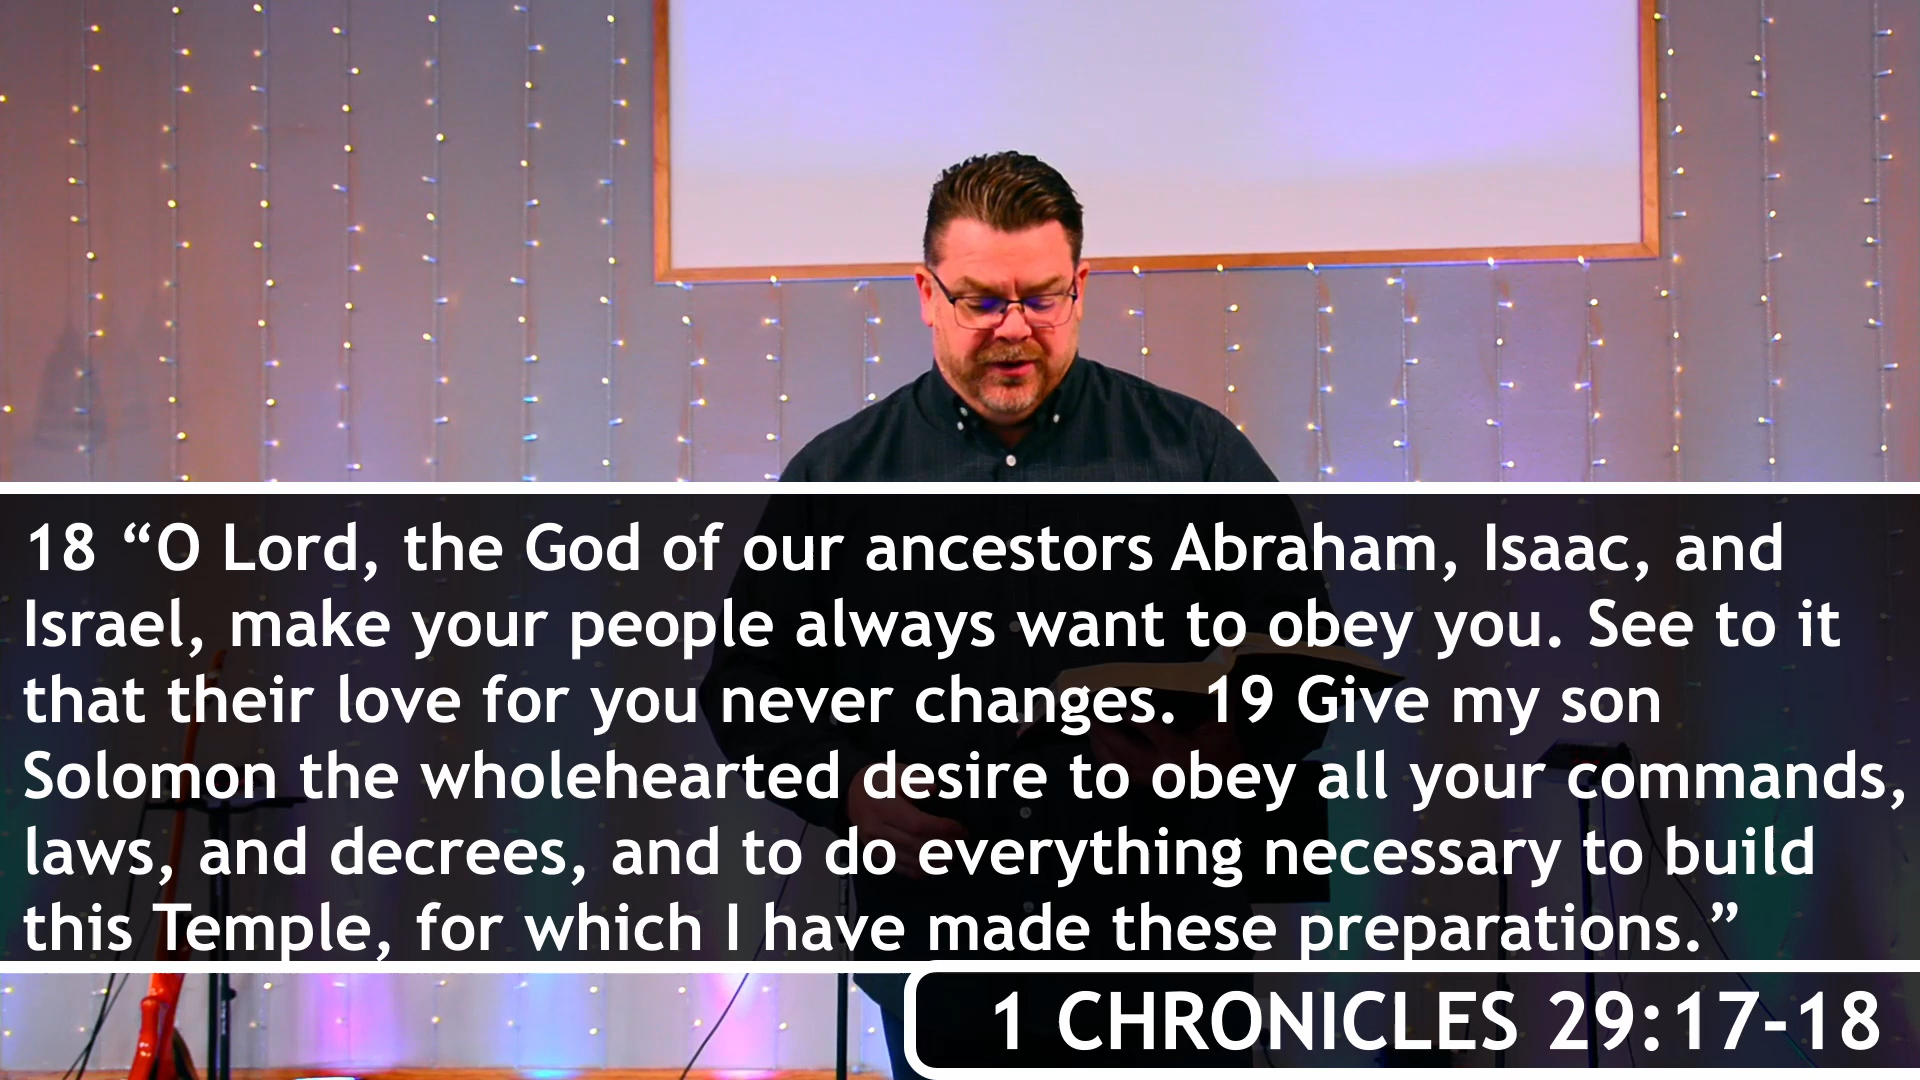 18 “O Lord, the God of our ancestors Abraham, Isaac, and
Israel, make your people always want to obey you. See to it
that their love for you never changes. 19 Give my son
Solomon the wholehearted desire to obey all your commands,
laws, and decrees, and to do everything necessary to build
this Temple, for which I have made these preparations.”
1 CHRONICLES 29:17-18